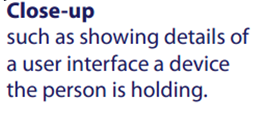 Close-up
such as showing details of
a user interface a device
the person is holding.